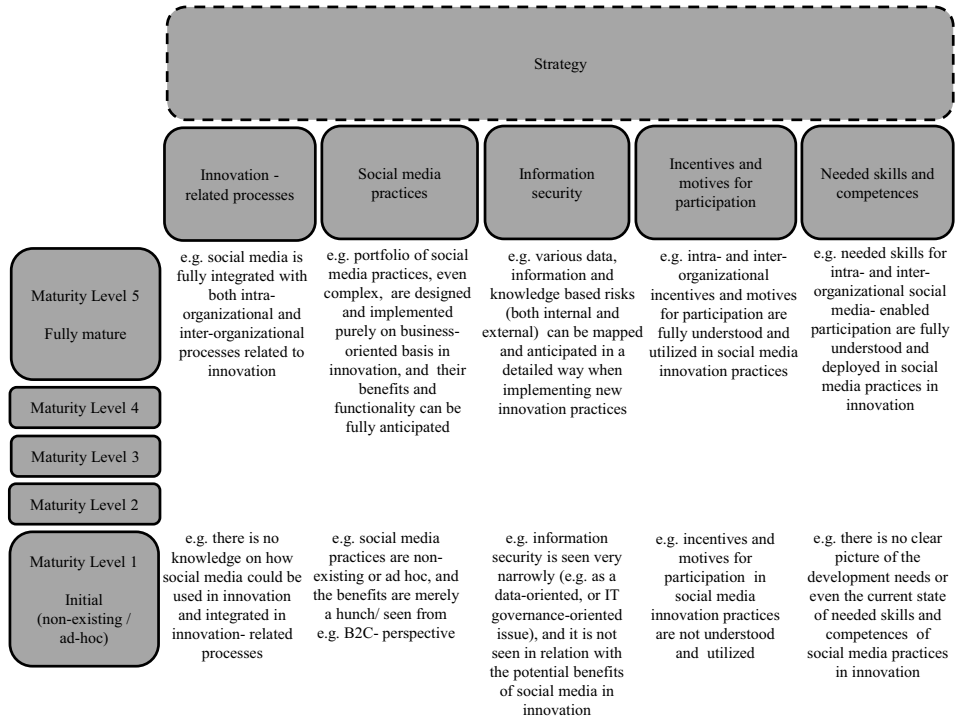 Strategy
Innovation -
related processes
Social media
practices
Information
security
Incentives and
motives for
participation
Needed skills and
competences
Maturity Level 5
Fully mature
e.g. social media is
fully integrated with
both intra-
organizational and
inter-organizational
processes related to
innovation
e.g. portfolio of social
media practices, even
complex, are designed
and implemented
purely on business-
oriented basis in
innovation, and their
benefits and
functionality can be
fully anticipated
e.g. various data,
information and
knowledge based risks
(both internal and
external) can be mapped
and anticipated in a
detailed way when
implementing new
innovation practices
e.g. intra- and inter-
organizational
incentives and motives
for participation are
fully understood and
utilized in social media
innovation practices
e.g. needed skills for
intra- and inter-
organizational social
media- enabled
participation are fully
understood and
deployed in social
media practices in
innovation
Maturity Level 4
Maturity Level 3
Maturity Level 2
Maturity Level 1
Initial
(non-existing /
ad-hoc)
e.g. there is no
knowledge on how
social media could be
used in innovation
and integrated in
innovation- related
processes
e.g. social media
practices are non-
existing or ad hoc, and
the benefits are merely
a hunch/ seen from
e.g. B2C- perspective
e.g. information
security is seen very
narrowly (e.g. as a
data-oriented, or IT
governance-oriented
issue), and it is not
seen in relation with
the potential benefits
of social media in
innovation
e.g. incentives and
motives for
participation in
social media
innovation practices
are not understood
and utilized
e.g. there is no clear
picture of the
development needs or
even the current state
of needed skills and
competences of
social media practices
in innovation